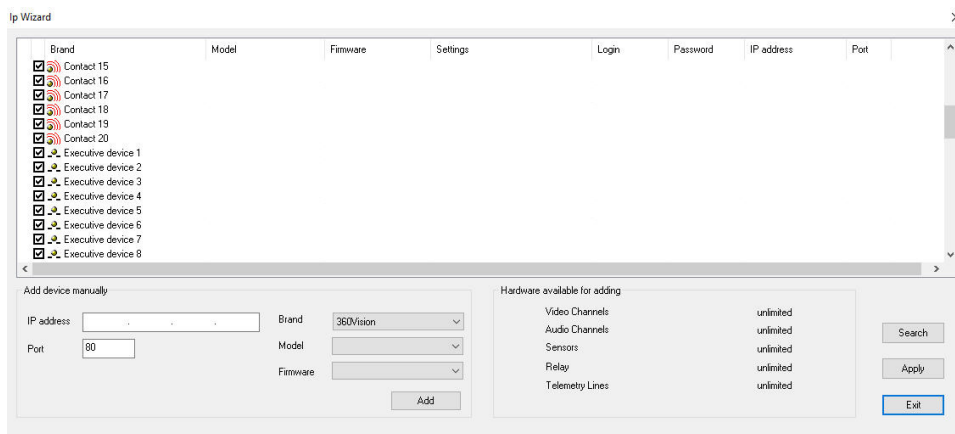 Ip Wizard
Brand Model Firmware Settings Login Password IP address Port
Contact 15
Contact 16
Contact 17
Contact 18
Contact 19
Contact 20
Executive device 1
Executive device 2
Executive device 3
Executive device 4
Executive device 5
Executive device 6
Executive device 7
Executive device 8
Add device manually
IP address . . .
Port 80
Brand 360Vision
Model
Firmware
Add
Hardware available for adding
Video Channels unlimited
Audio Channels unlimited
Sensors unlimited
Relay unlimited
Telemetry Lines unlimited
Search
Apply
Exit